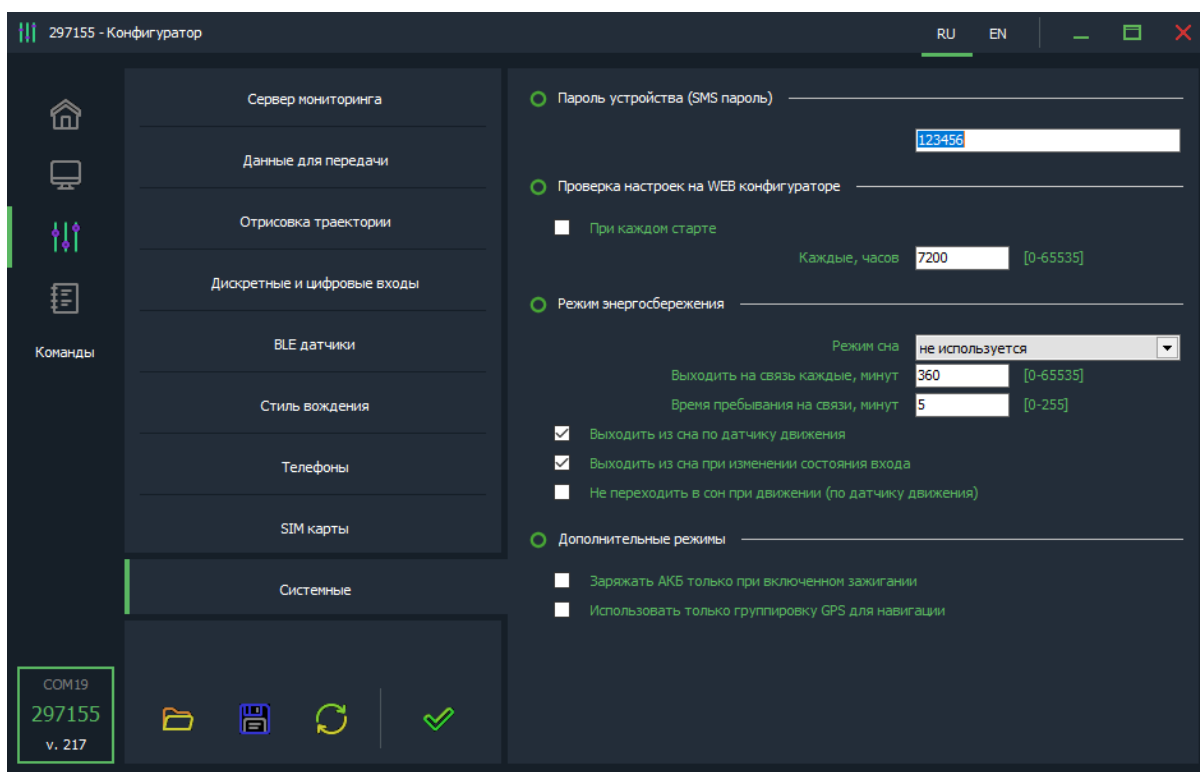 297155 - Конфигуратор
RU EN
Сервер мониторинга
Данные для передачи
Отрисовка траектории
Дискретные и цифровые входы
BLE датчики
Стиль вождения
Телефоны
SIM карты
Системные
Команды
COM19
297155
v. 217
Пароль устройства (SMS пароль)
123456
Проверка настроек на WEB конфигураторе
При каждом старте
Каждые, часов 7200 [0-65535]
Режим энергосбережения
Режим сна не используется
Выходить на связь каждые, минут 360 [0-65535]
Время пребывания на связи, минут 5 [0-255]
Выходить из сна по датчику движения
Выходить из сна при изменении состояния входа
Не переходить в сон при движении (по датчику движения)
Дополнительные режимы
Заряжать АКБ только при включенном зажигании
Использовать только группировку GPS для навигации